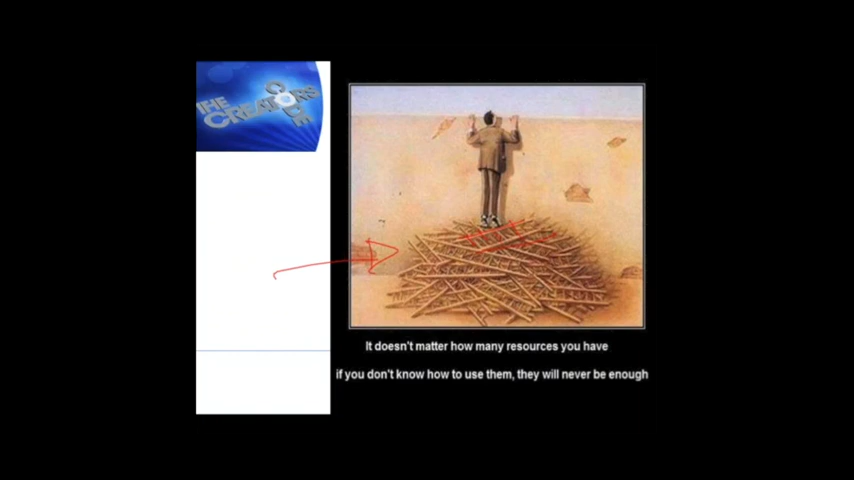 THE CREATORS
CODE
It doesn't matter how many resources you have
if you don't know how to use them, they will never be enough